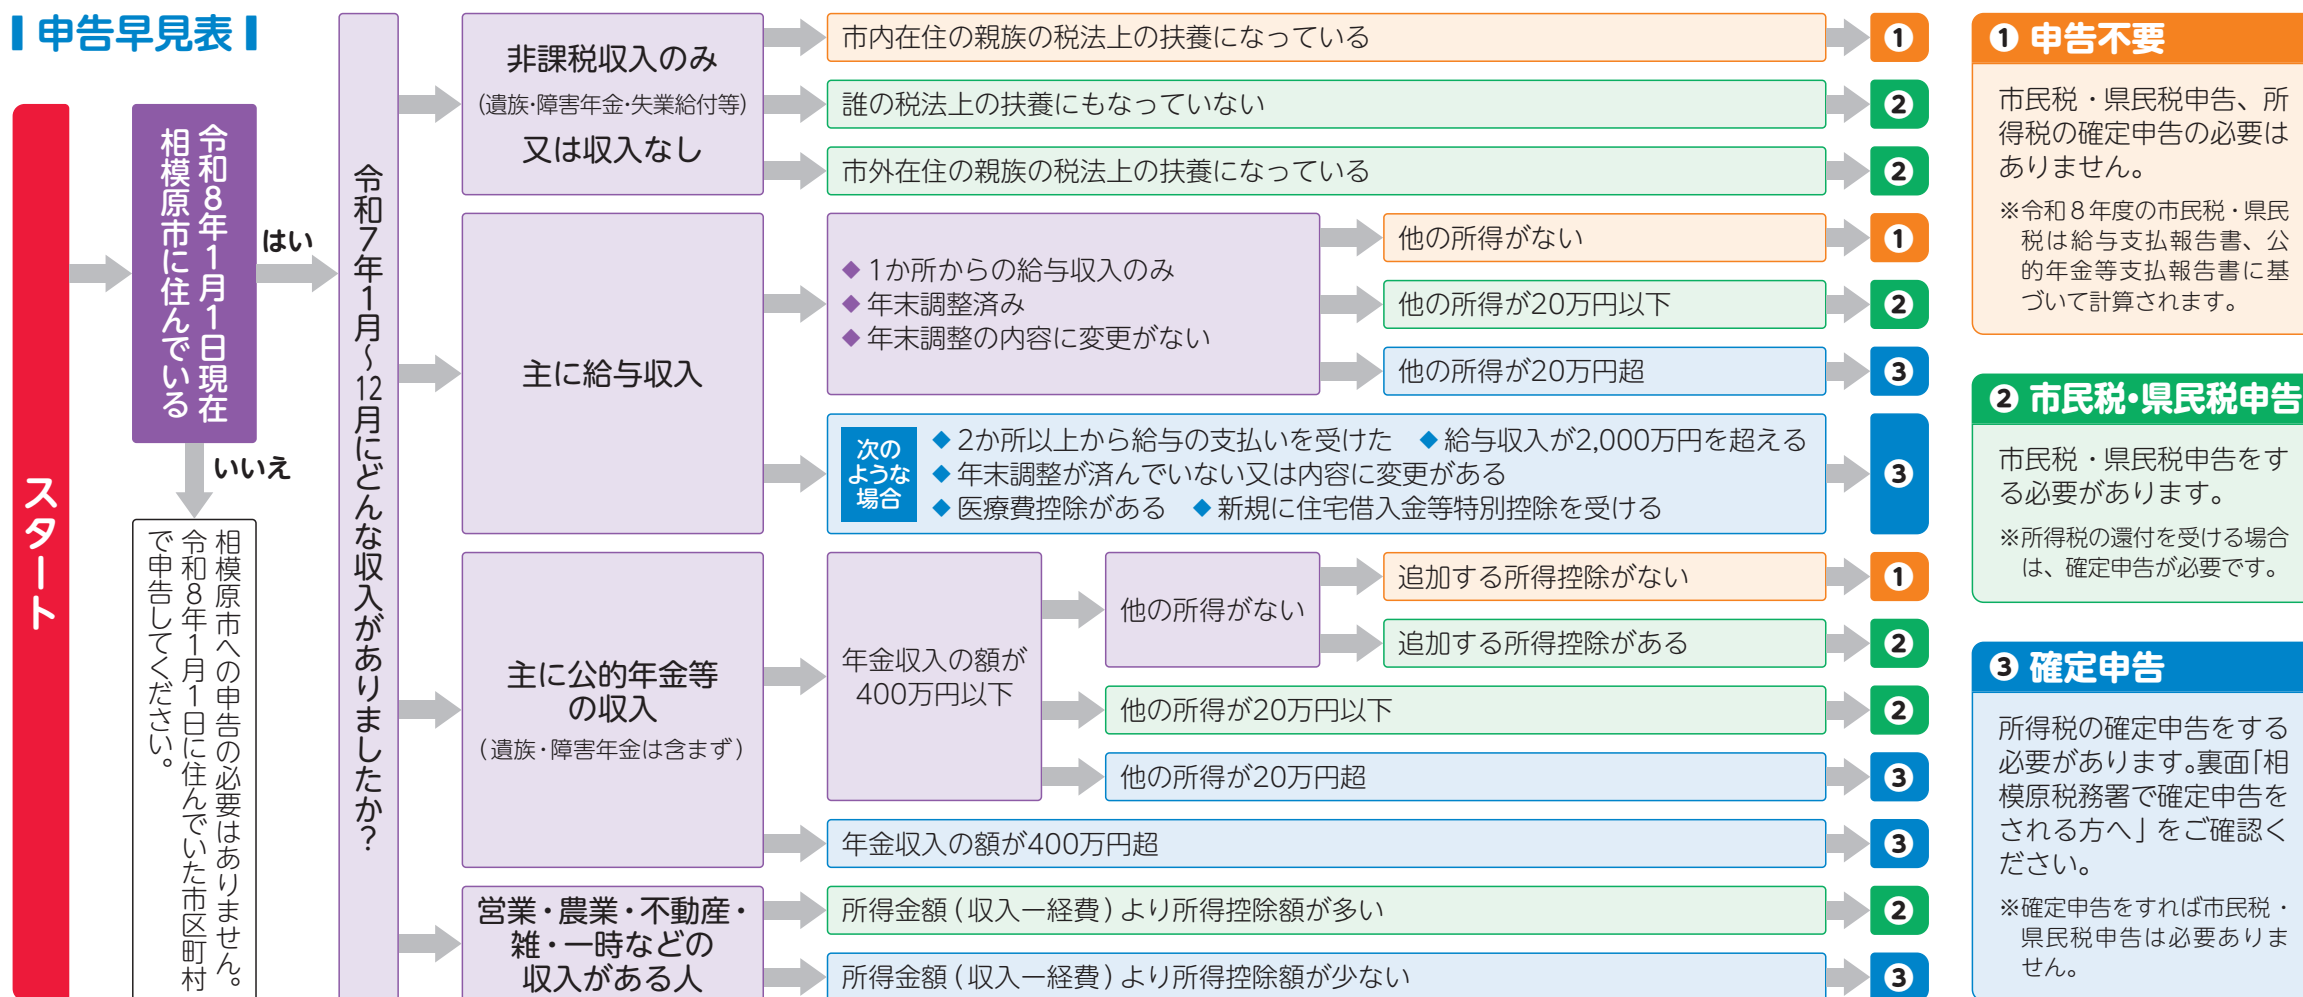 申告早見表
スタート
令和8年1月1日現在
相模原市に住んでいる
はい
いいえ
相模原市への申告の必要はありません。
令和8年1月1日に住んでいた市区町村
で申告してください。
令和7年1月～12月にどんな収入がありましたか?
非課税収入のみ
(遺族・障害年金・失業給付等)
又は収入なし
市内在住の親族の税法上の扶養になっている
❶
誰の税法上の扶養にもなっていない
❷
市外在住の親族の税法上の扶養になっている
❷
主に給与収入
◆1か所からの給与収入のみ
◆年末調整済み
◆年末調整の内容に変更がない
他の所得がない
❶
他の所得が20万円以下
❷
他の所得が20万円超
❸
次の
ような
場合
◆2か所以上から給与の支払いを受けた ◆給与収入が2,000万円を超える
◆年末調整が済んでいない又は内容に変更がある
◆医療費控除がある ◆新規に住宅借入金等特別控除を受ける
❸
主に公的年金等
の収入
(遺族・障害年金は含まず)
年金収入の額が
400万円以下
他の所得がない
追加する所得控除がない
❶
追加する所得控除がある
❷
他の所得が20万円以下
❷
他の所得が20万円超
❸
年金収入の額が400万円超
❸
営業・農業・不動産・
雑・一時などの
収入がある人
所得金額(収入ー経費)より所得控除額が多い
❷
所得金額(収入ー経費)より所得控除額が少ない
❸
❶ 申告不要
市民税・県民税申告、所
得税の確定申告の必要は
ありません。
※令和8年度の市民税・県民
税は給与支払報告書、公
的年金等支払報告書に基
づいて計算されます。
❷ 市民税・県民税申告
市民税・県民税申告をす
る必要があります。
※所得税の還付を受ける場合
は、確定申告が必要です。
❸ 確定申告
所得税の確定申告をする
必要があります。裏面「相
模原税務署で確定申告を
される方へ」をご確認く
ださい。
※確定申告をすれば市民税・
県民税申告は必要ありま
せん。